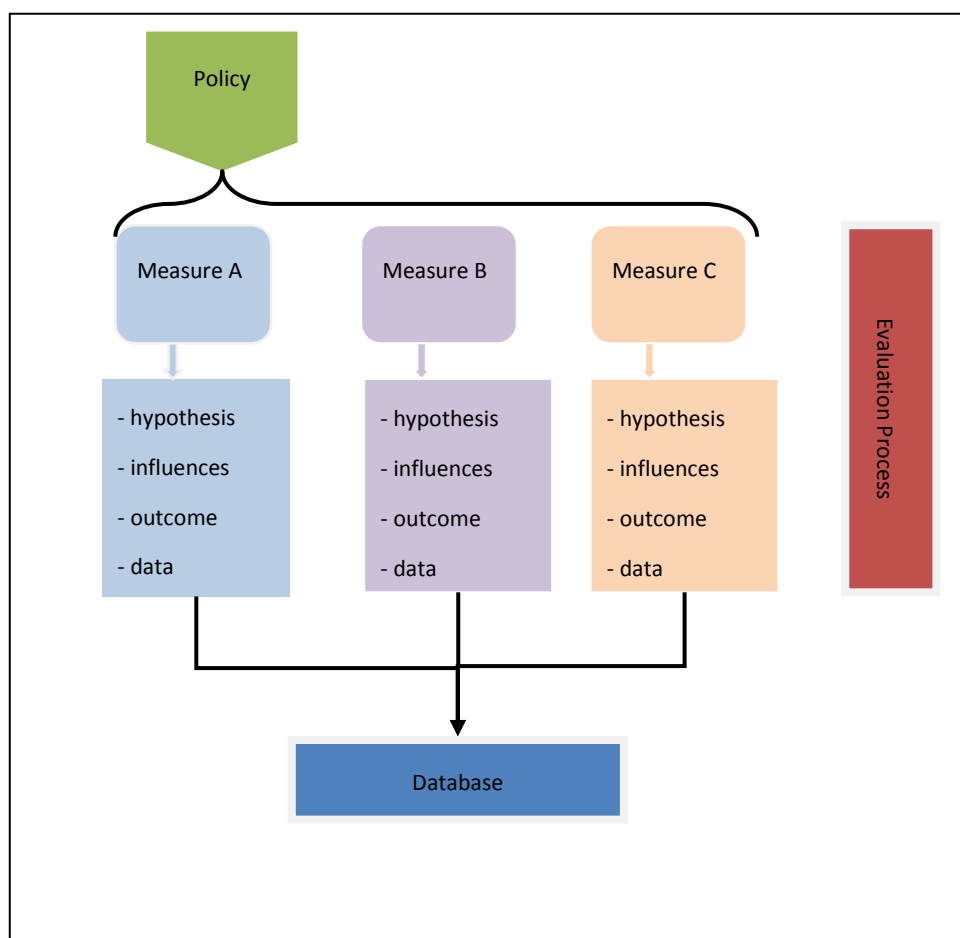 Policy
Measure A
Measure B
Measure C
- hypothesis
- influences
- outcome
- data
- hypothesis
- influences
- outcome
- data
- hypothesis
- influences
- outcome
- data
Evaluation Process
Database